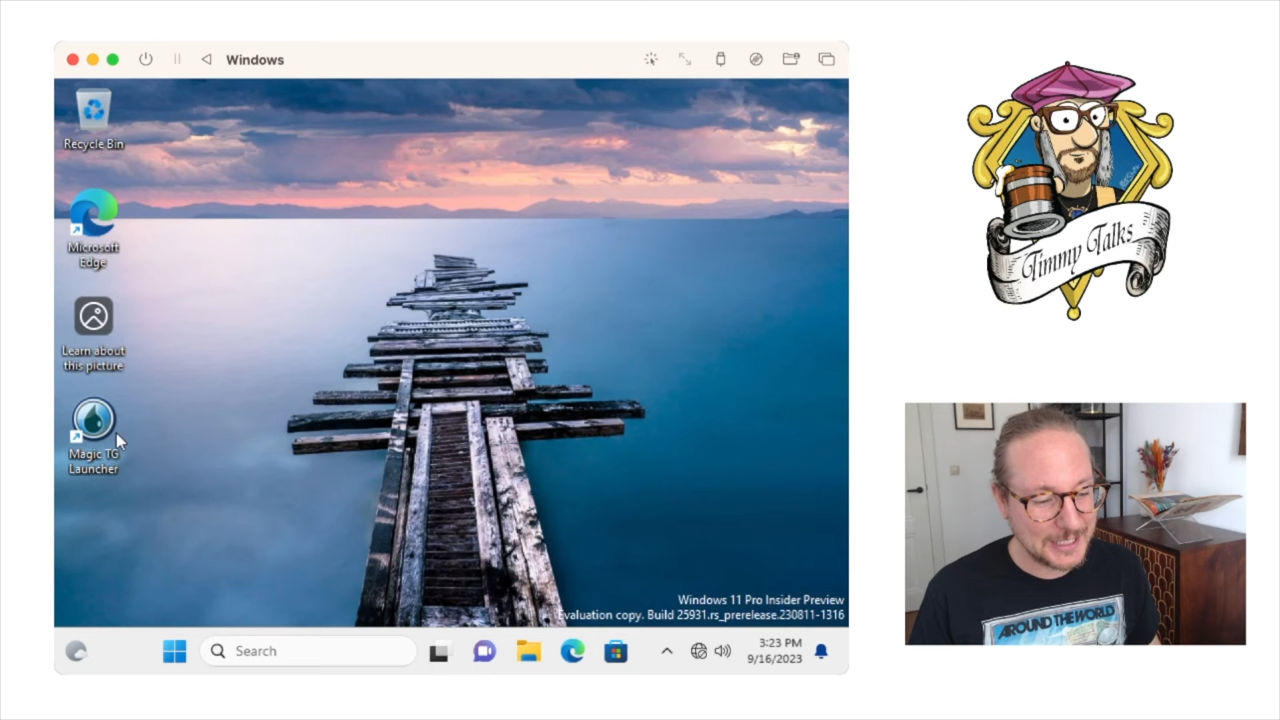 Windows
Recycle Bin
Microsoft
Edge
Learn about
this picture
Magic TG
Launcher
Windows 11 Pro Insider Preview
Evaluation copy. Build 25931.rs_prerelease.230811-1316
Search
3:23 PM
9/16/2023
Timmy Talks
AROUND THE WORLD